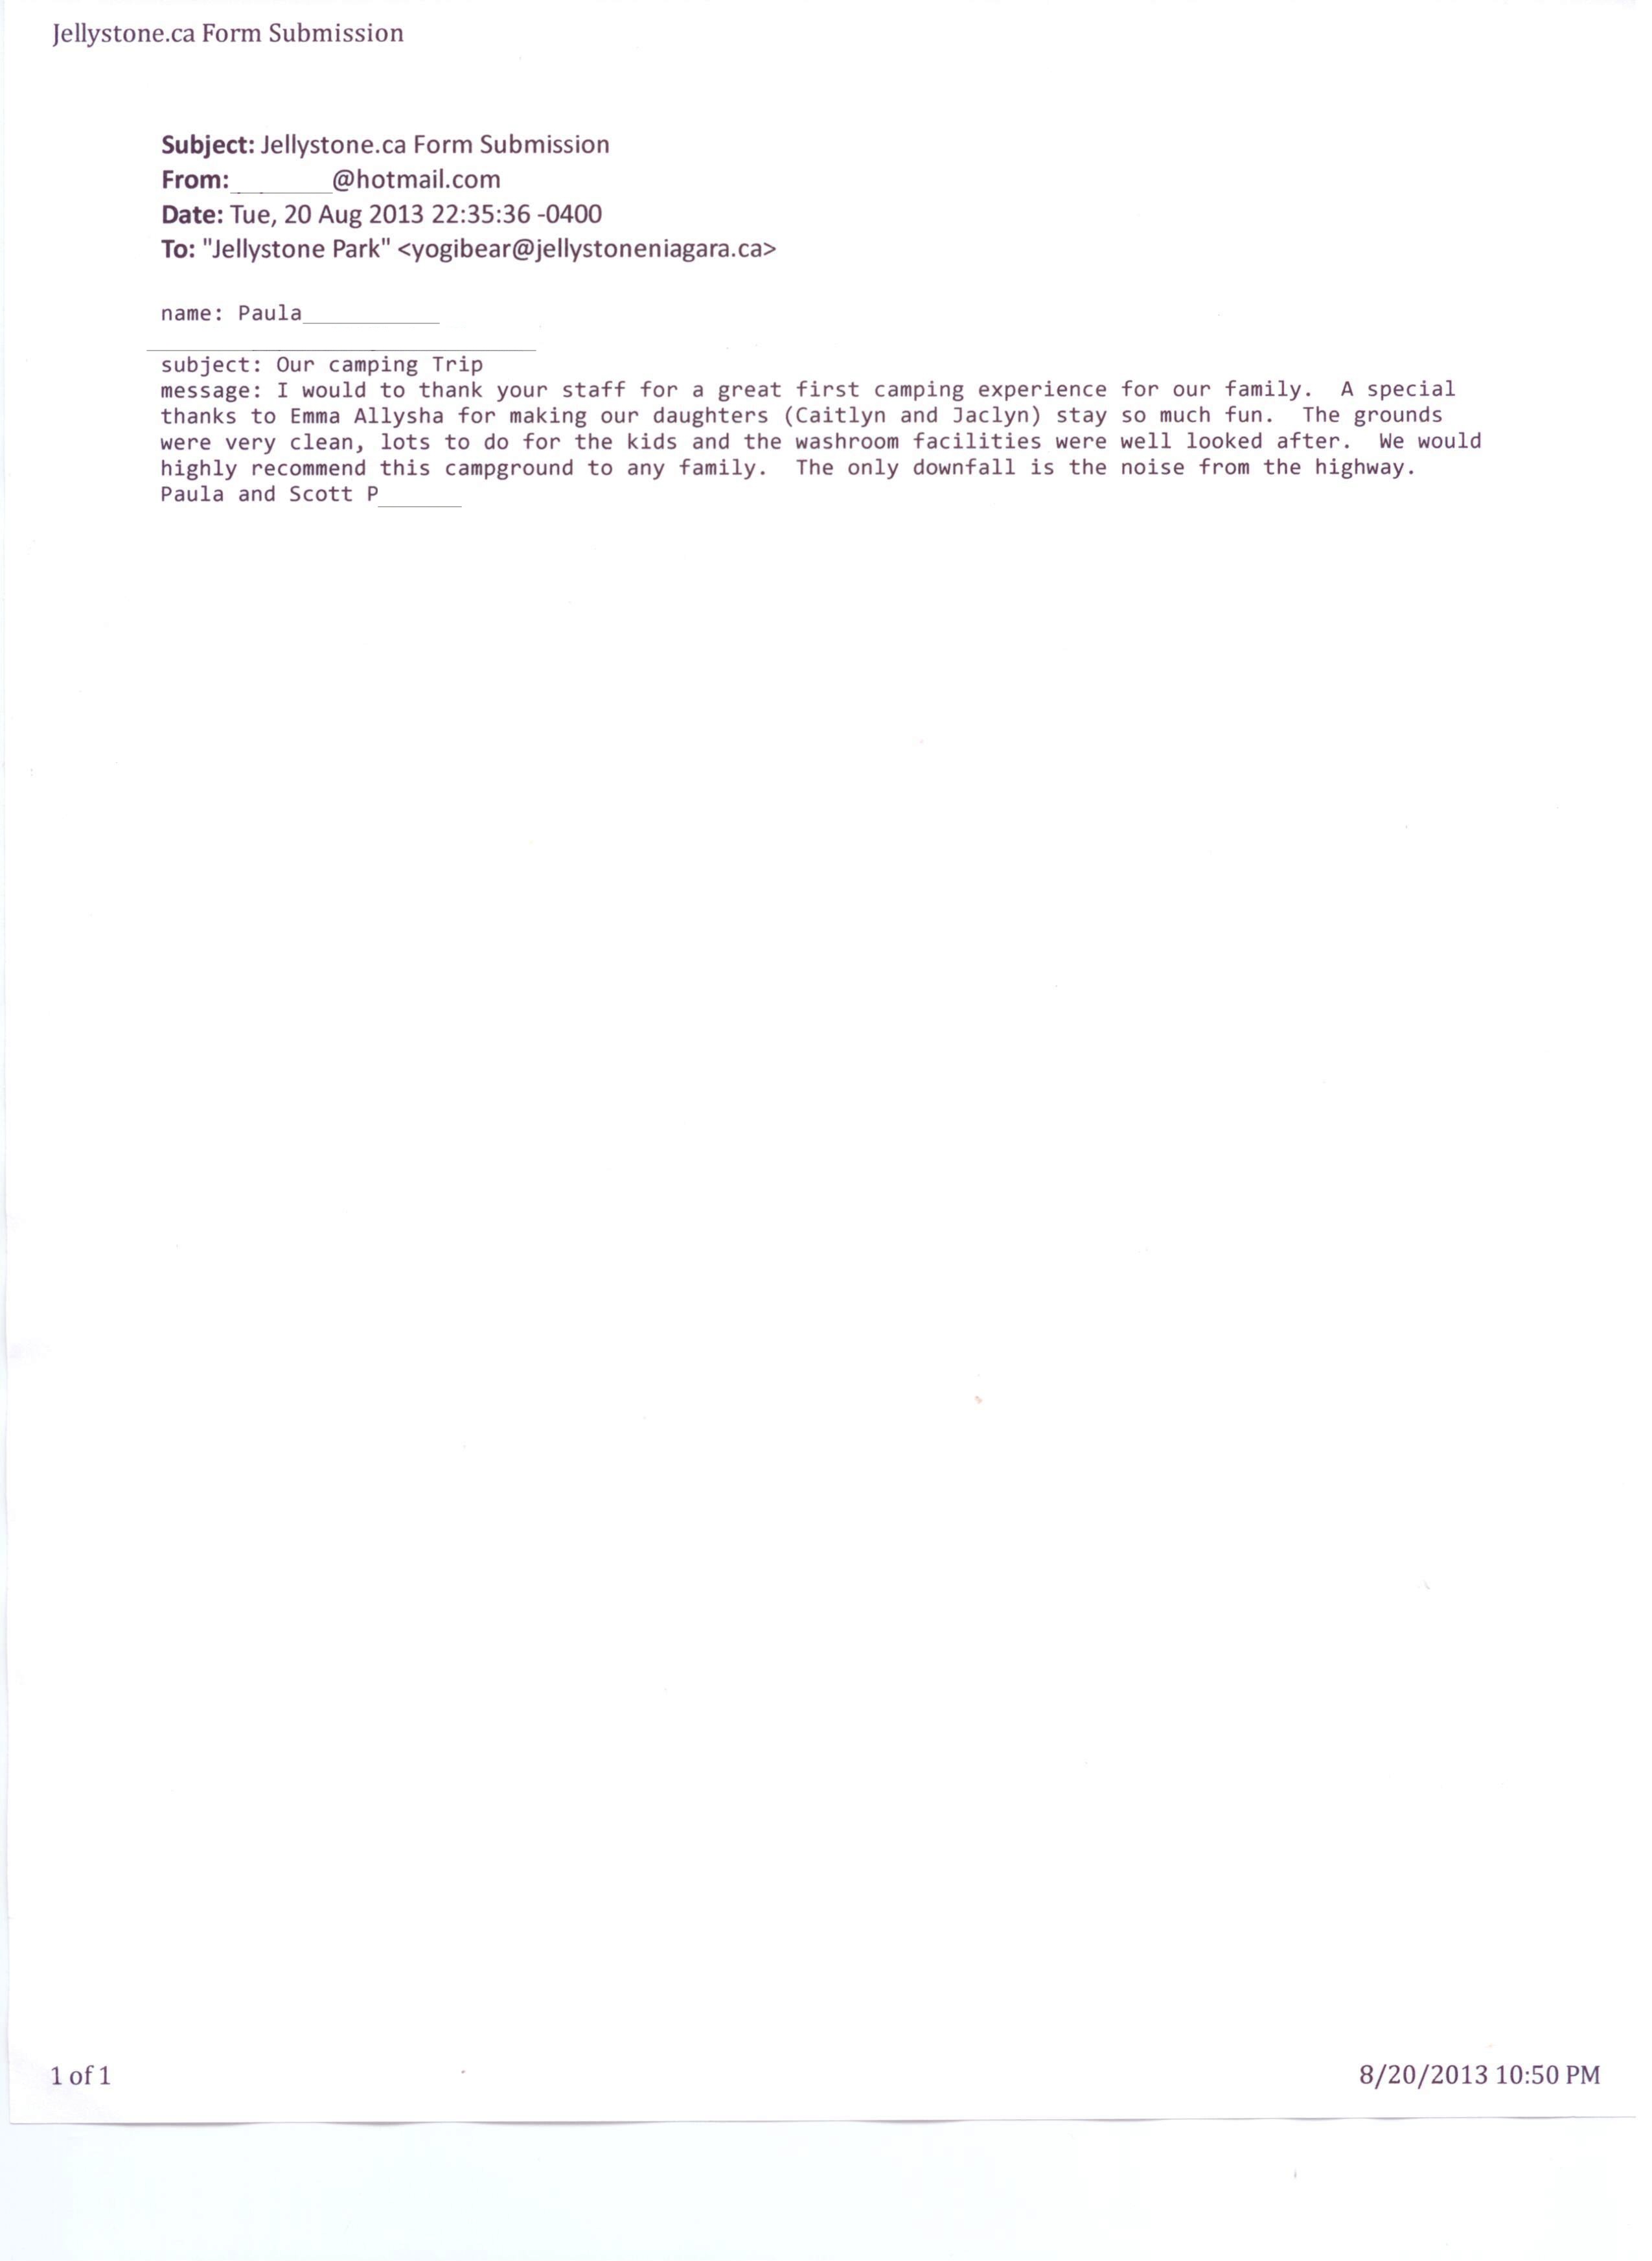 Jellystone.ca Form Submission
Subject: Jellystone.ca Form Submission
From: @hotmail.com
Date: Tue, 20 Aug 2013 22:35:36 -0400
To: "Jellystone Park" <yogibear@jellystoneniagara.ca>
name: Paula
subject: Our camping Trip
message: I would to thank your staff for a great first camping experience for our family.  A special
thanks to Emma Allysha for making our daughters (Caitlyn and Jaclyn) stay so much fun.  The grounds
were very clean, lots to do for the kids and the washroom facilities were well looked after.  We would
highly recommend this campground to any family.  The only downfall is the noise from the highway.
Paula and Scott P
1 of 1
8/20/2013 10:50 PM